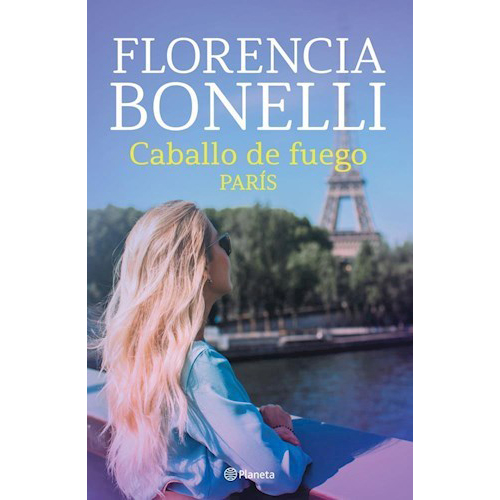 FLORENCIA
BONELLI
Caballo de fuego
PARÍS
Planeta